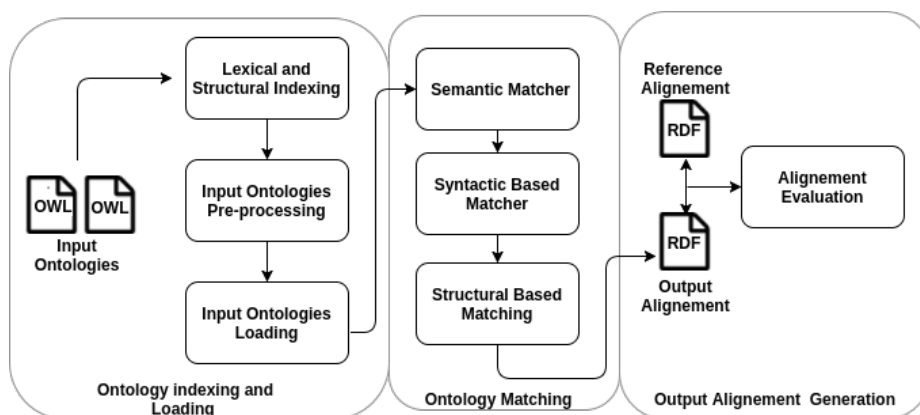 Lexical and
Structural Indexing
OWL
OWL
Input
Ontologies
Input Ontologies
Pre-processing
Input Ontologies
Loading
Ontology indexing and
Loading
Semantic Matcher
Syntactic Based
Matcher
Structural Based
Matching
Ontology Matching
Reference
Alignement
RDF
RDF
Output
Alignement
Alignement
Evaluation
Output Alignement Generation